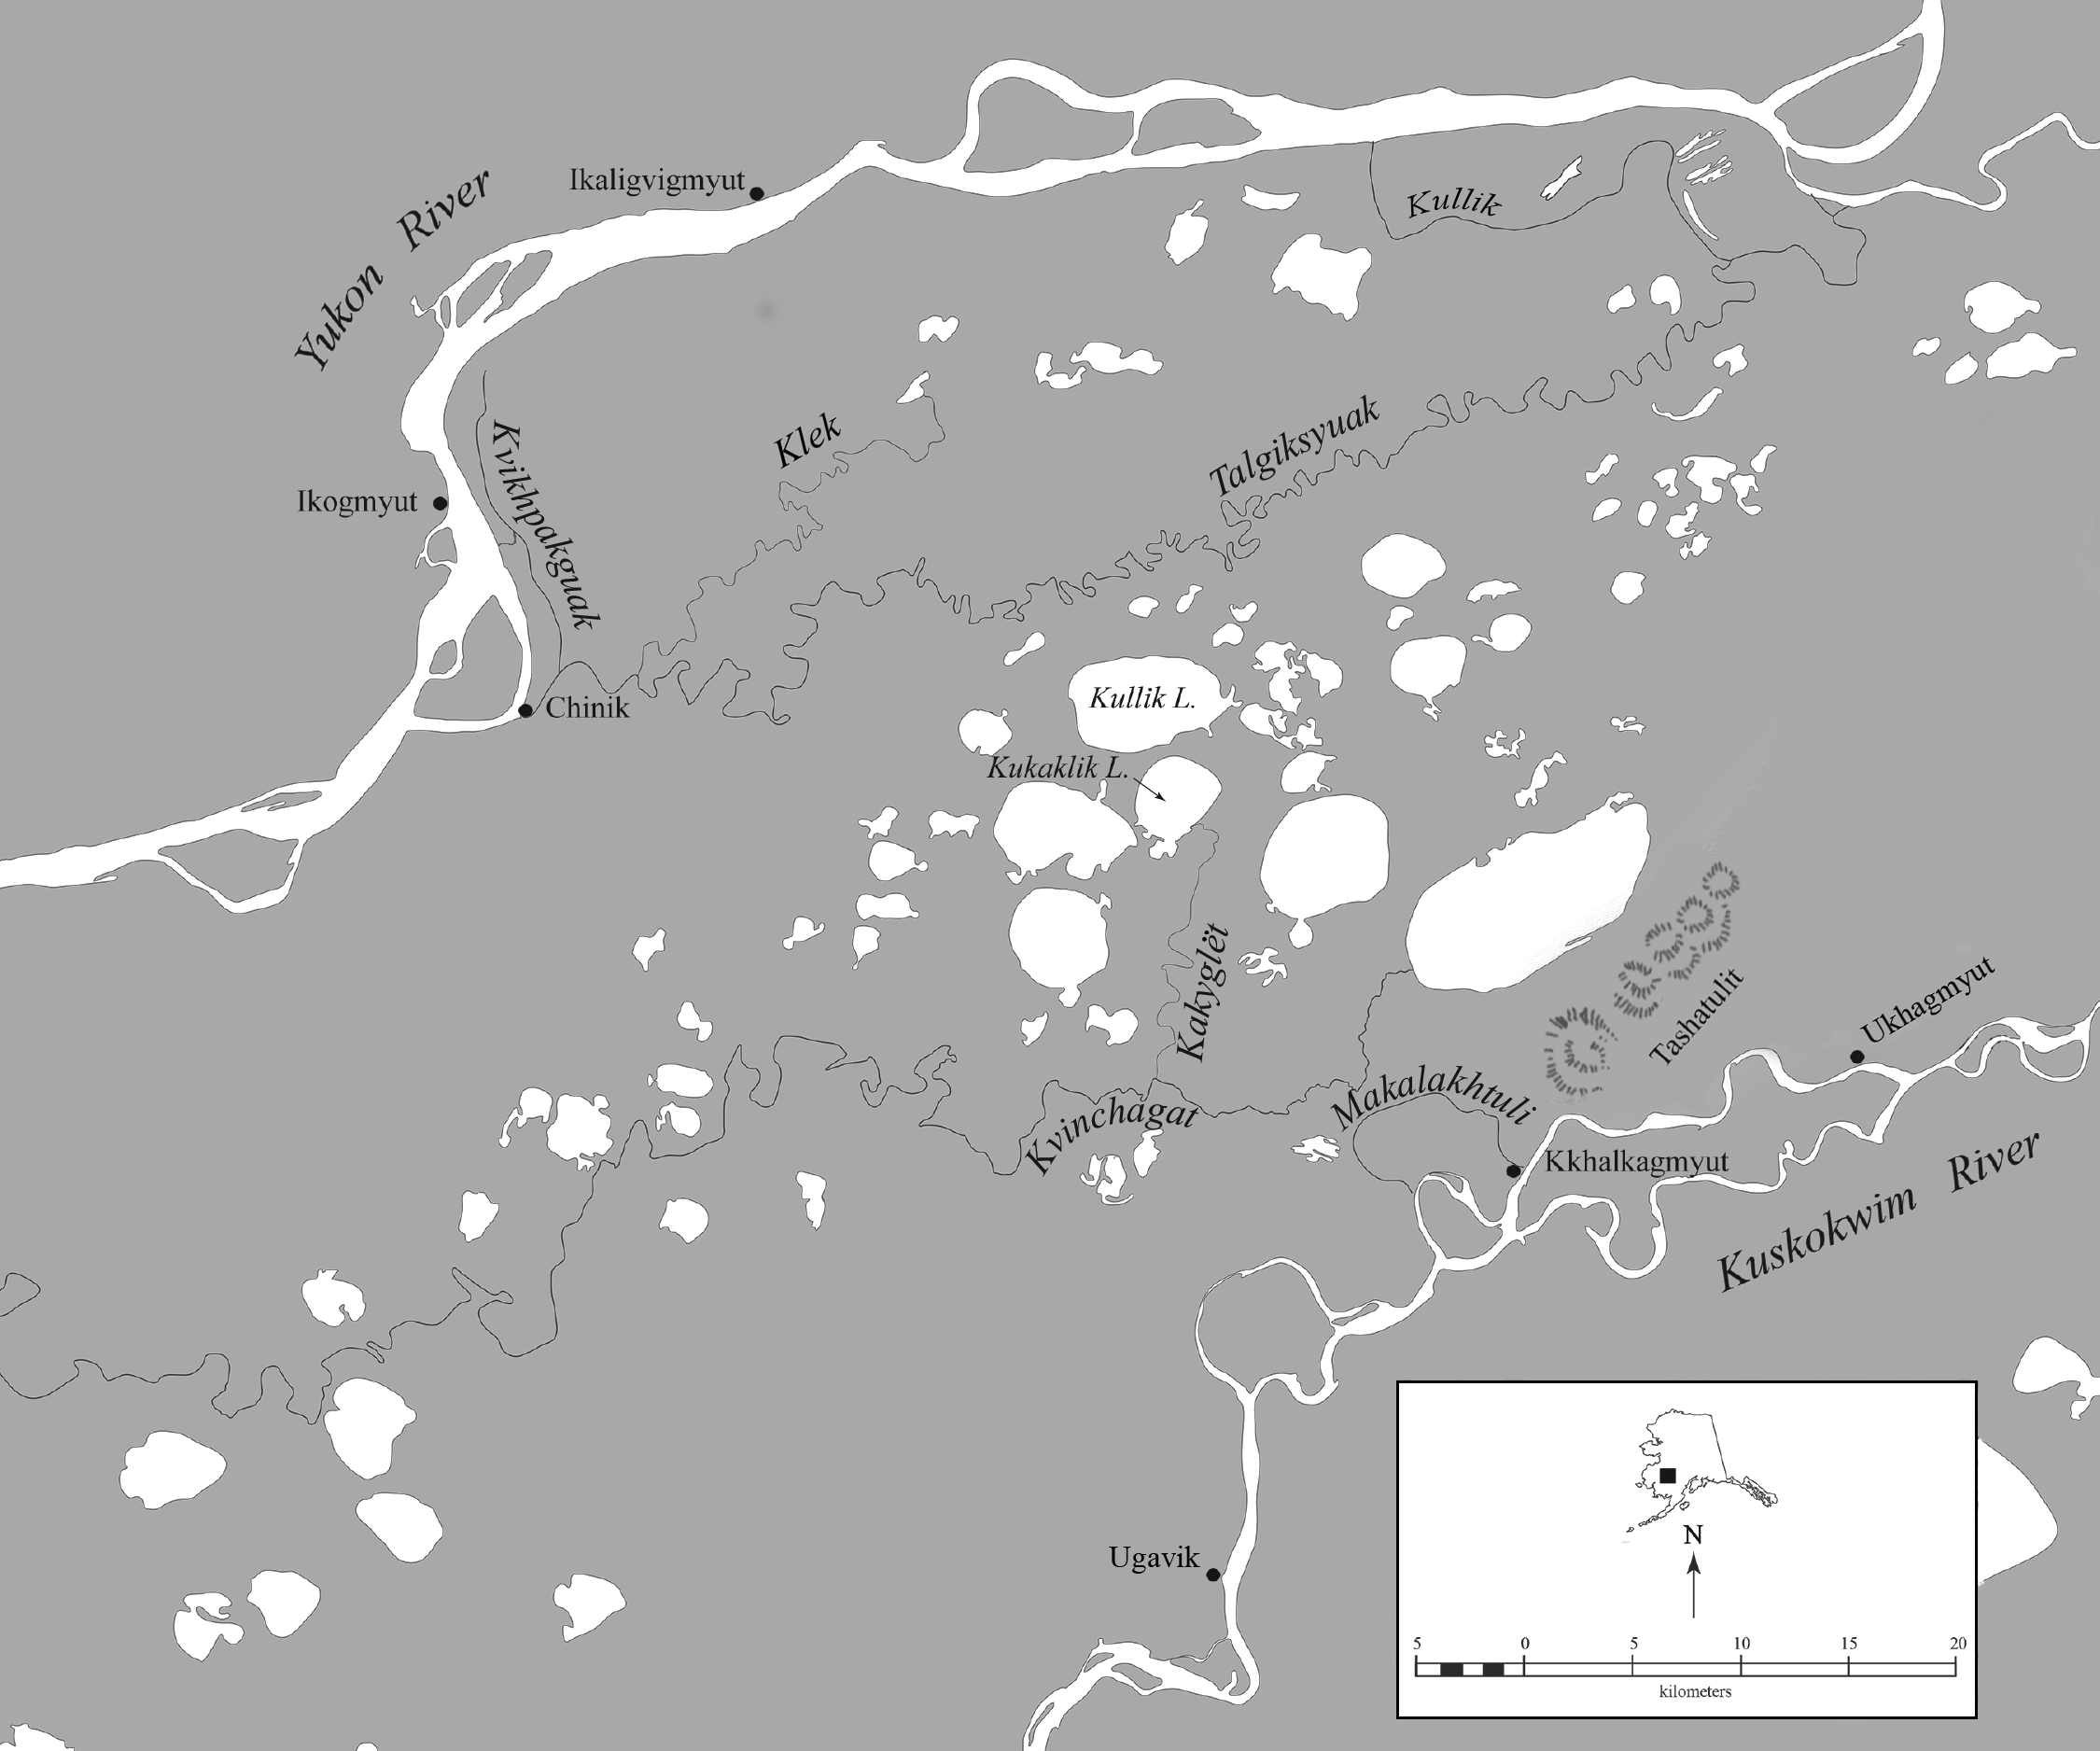 Ikaligvigmyut
Yukon River
Kullik
Klek
Talgiksyuak
Kvikhpakguak
Ikogmyut
Kullik L.
Chinik
Kukaklik L.
Kakyglët
Tashatulit
Ukhagmyut
Kvinchagat
Makalakhtuli
Kkhalkagmyut
Kuskokwim River
Ugavik
N
5 0 5 10 15 20
kilometers